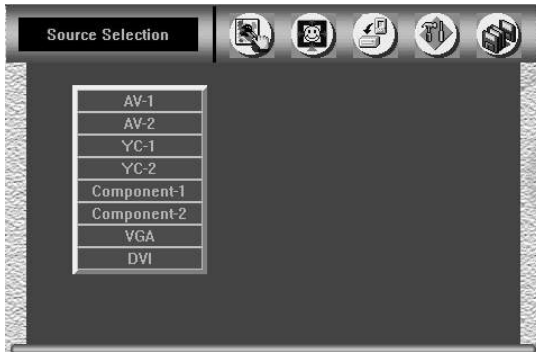 Source Selection
AV-1
AV-2
YC-1
YC-2
Component-1
Component-2
VGA
DVI